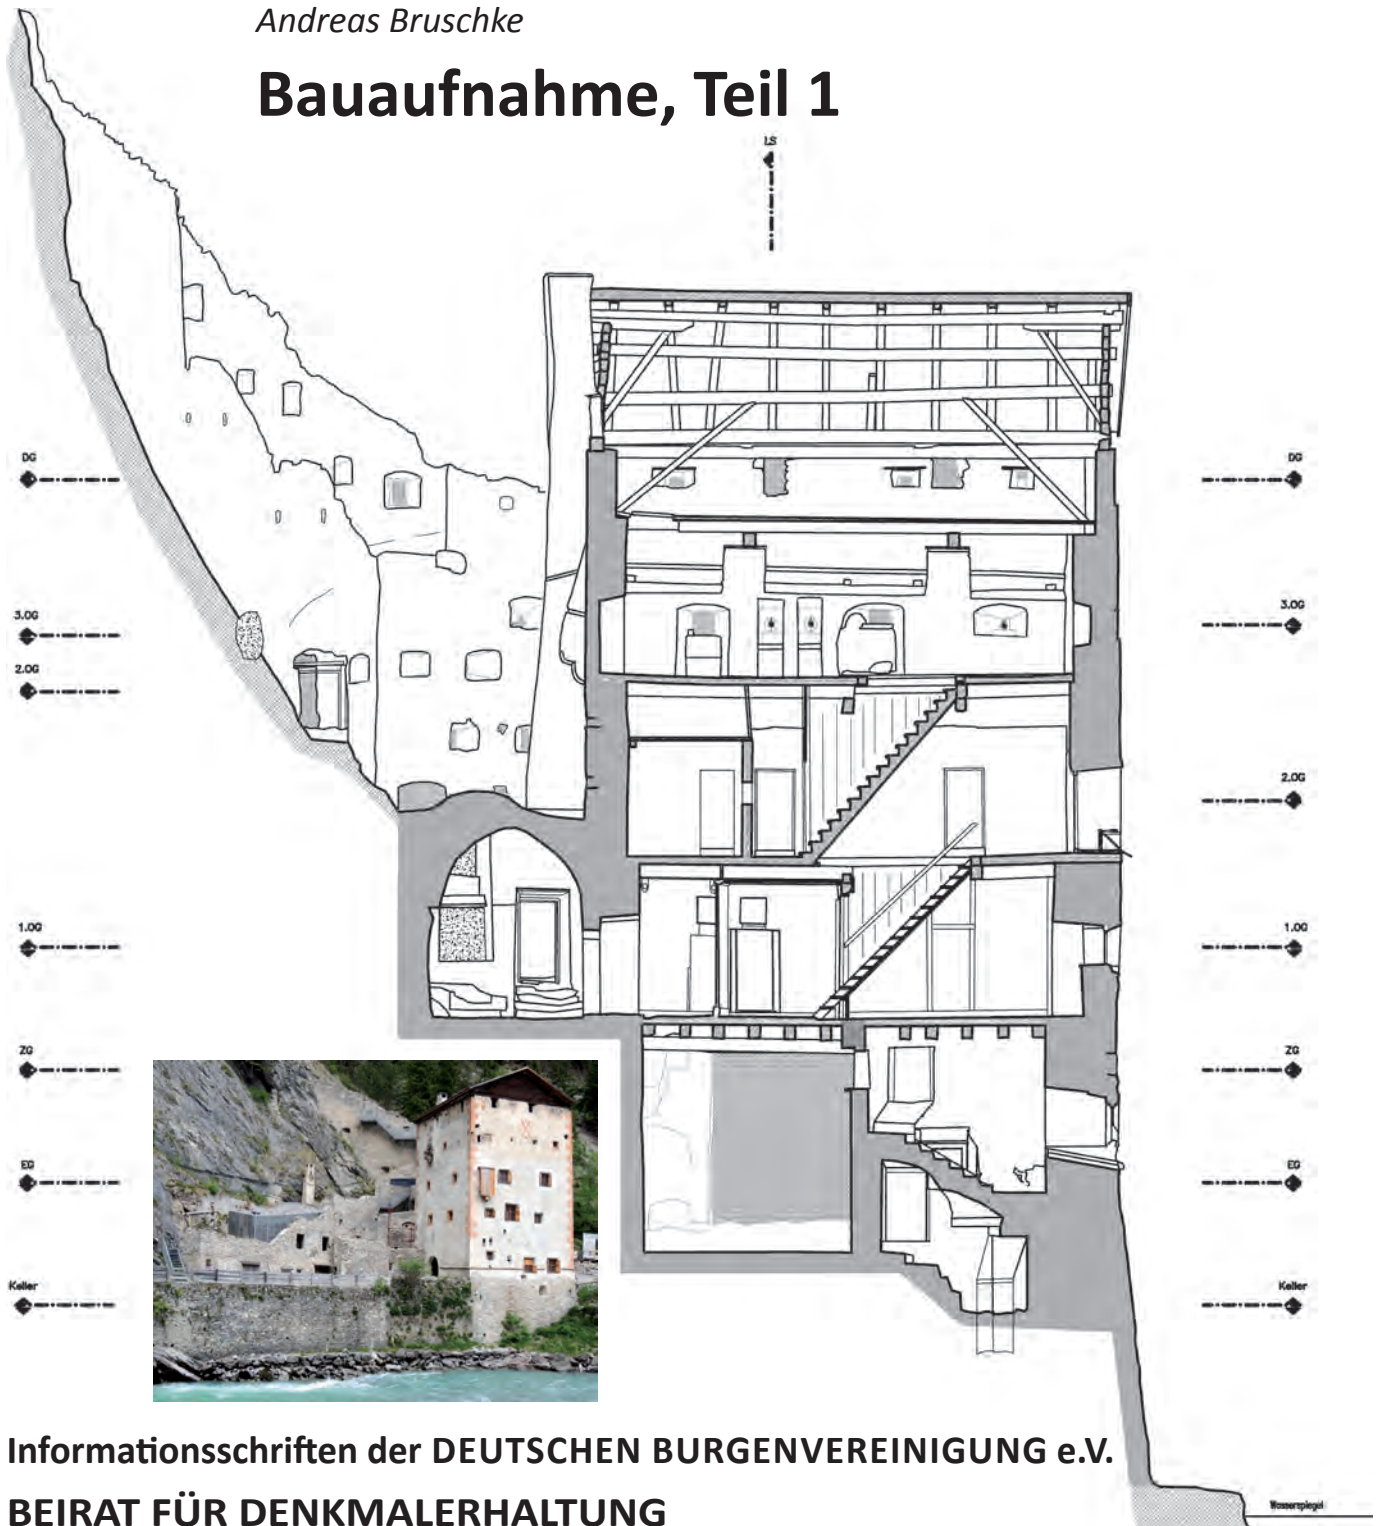 Andreas Bruschke
Bauaufnahme, Teil 1
LS
DG
DG
3.OG
3.OG
2.OG
2.OG
1.OG
1.OG
ZG
ZG
EG
EG
Keller
Keller
Informationsschriften der DEUTSCHEN BURGENVEREINIGUNG e.V.
Wasserspiegel
BEIRAT FÜR DENKMALERHALTUNG